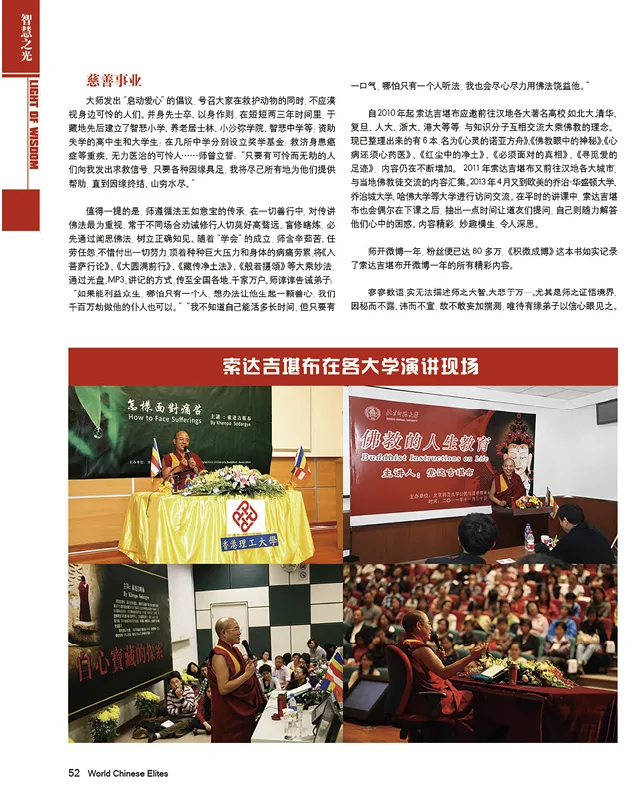 智慧之光
LIGHT OF WISDOM
慈善事业
大师发出“启动爱心”的倡议，号召大家在救护动物的同时，不应漠
视身边可怜的人们。并身先士卒，以身作则，在短短两三年时间里，于
藏地先后建立了智悲小学，养老居士林，小沙弥学院，智悲中学等；资助
失学的高中生和大学生；在几所中学分别设立奖学基金；救济身患癌
症等重疾，无力医治的可怜人……师曾立誓：“只要有可怜而无助的人
们向我发出求救信号，只要各种因缘具足，我将尽己所有地为他们提供
帮助，直到因缘终结，山穷水尽。”
值得一提的是，师遵循法王如意宝的传承，在一切善行中，对传讲
佛法最为重视，常于不同场合劝诫修行人切莫好高骛远，盲修瞎炼，必
先通过闻思佛法，树立正确知见。随着“学会”的成立，师含辛茹苦，任
劳任怨，不惜付出一切努力，顶着种种巨大压力和身体的病痛劳累，将《入
菩萨行论》、《大圆满前行》、《藏传净土法》、《般若摄颂》等大乘妙法，
通过光盘，MP3，讲记的方式，传至全国各地，千家万户。师谆谆告诫弟子：
“如果能利益众生，哪怕只有一个人，想办法让他生起一颗善心，我们
千百万劫做他的仆人也可以。”“我不知道自己能活多长时间，但只要有
一口气，哪怕只有一个人听法，我也会尽心尽力用佛法饶益他。”
自2010年起索达吉堪布应邀前往汉地各大著名高校如北大，清华，
复旦，人大，浙大，港大等等，与知识分子互相交流大乘佛教的理念。
现已整理出来的有6本，名为《心灵的诺亚方舟》、《佛教眼中的神秘》、《心
病还须心药医》、《红尘中的净土》、《必须面对的真相》、《寻觅爱的
足迹》，内容仍在不断增加。2011年索达吉堪布又前往汉地各大城市，
与当地佛教徒交流的内容汇集。2013年4月又到欧美的乔治·华盛顿大学，
乔治城大学，哈佛大学等大学进行访问交流。在平时的讲课中，索达吉堪
布也会偶尔在下课之后，抽出一点时间让道友们提问，自己则随力解答
他们心中的困惑。内容精彩，妙趣横生，令人深思。
师开微博一年，粉丝便已达80多万，《积微成博》这本书如实记录
了索达吉堪布开微博一年的所有精彩内容。
寥寥数语，实无法描述师之大智、大悲于万一。尤其是师之证悟境界，
因秘而不露，讳而不宣，故不敢妄加揣测，唯待有缘弟子以信心眼见之。
索达吉堪布在各大学演讲现场
怎樣面對痛苦
How to Face Sufferings
主講：索達吉堪布
By Khenpo Sodargye
香港理工大學
北京师范大学
佛教的人生教育
Buddhist Instructions on Life
主讲人：索达吉堪布
By Khenpo Sodargye
自心寶藏的探索
52 World Chinese Elites